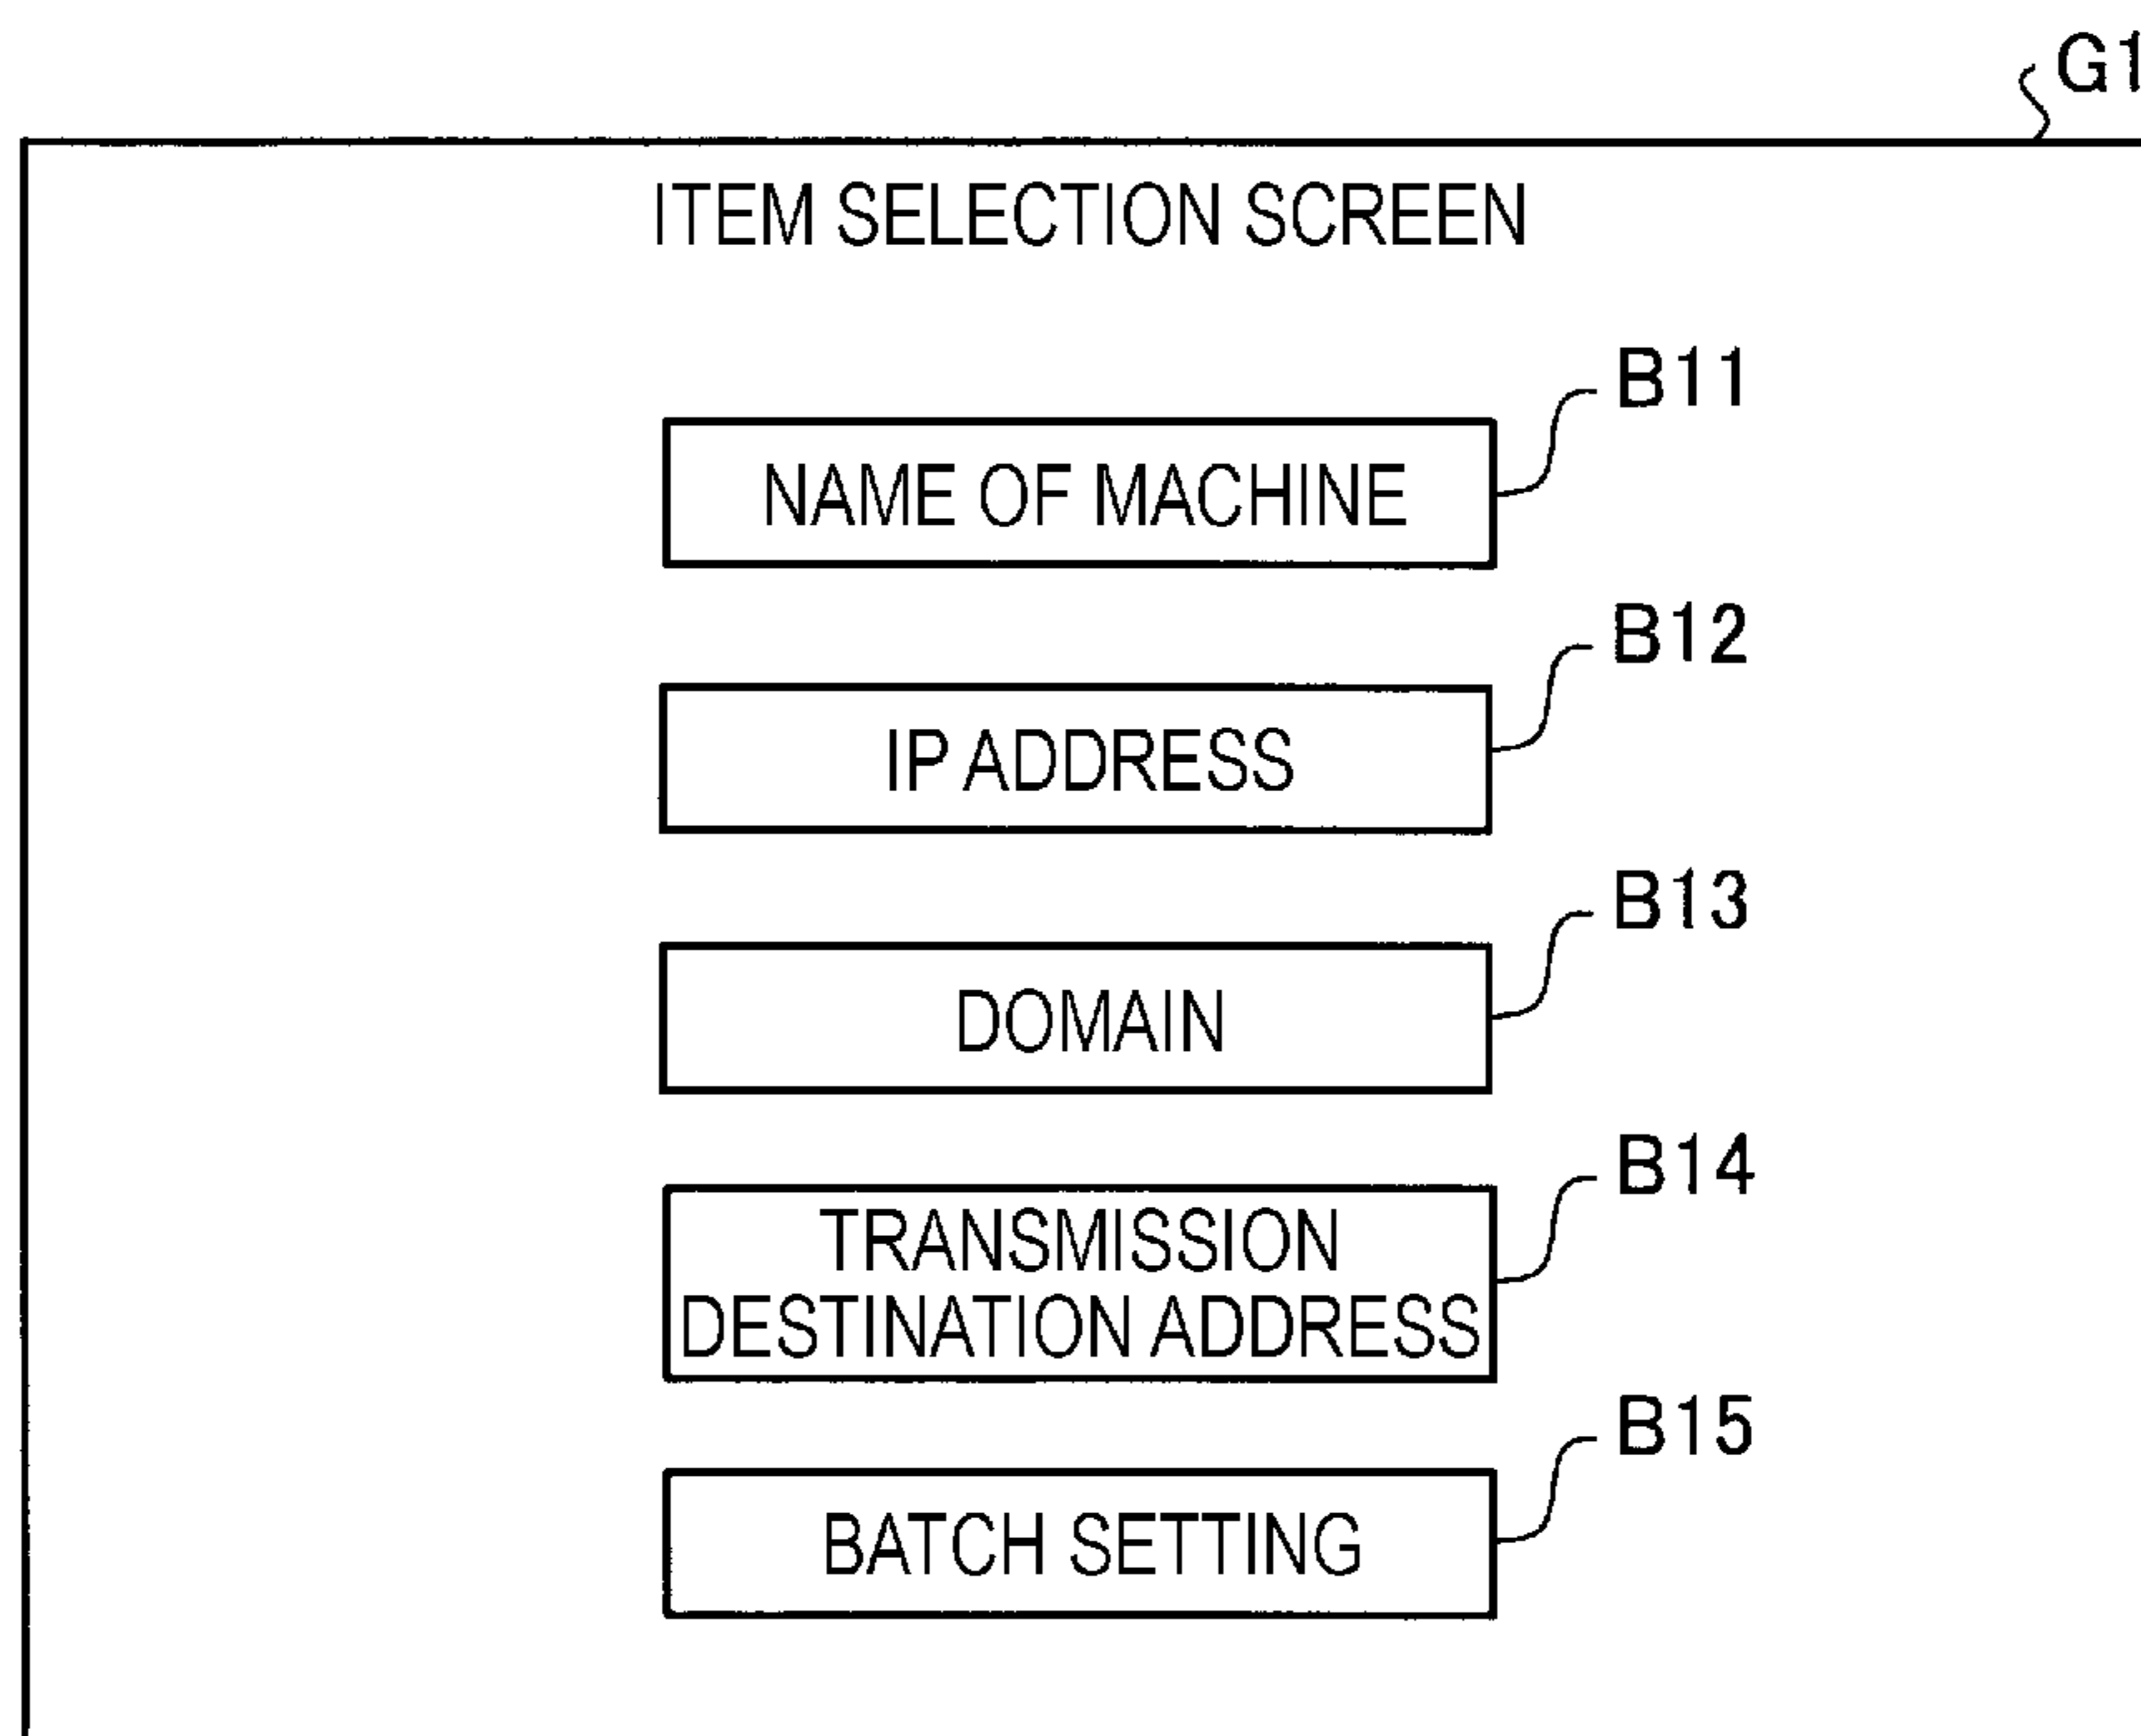 G1
ITEM SELECTION SCREEN
B11
NAME OF MACHINE
B12
IP ADDRESS
B13
DOMAIN
B14
TRANSMISSION
DESTINATION ADDRESS
B15
BATCH SETTING